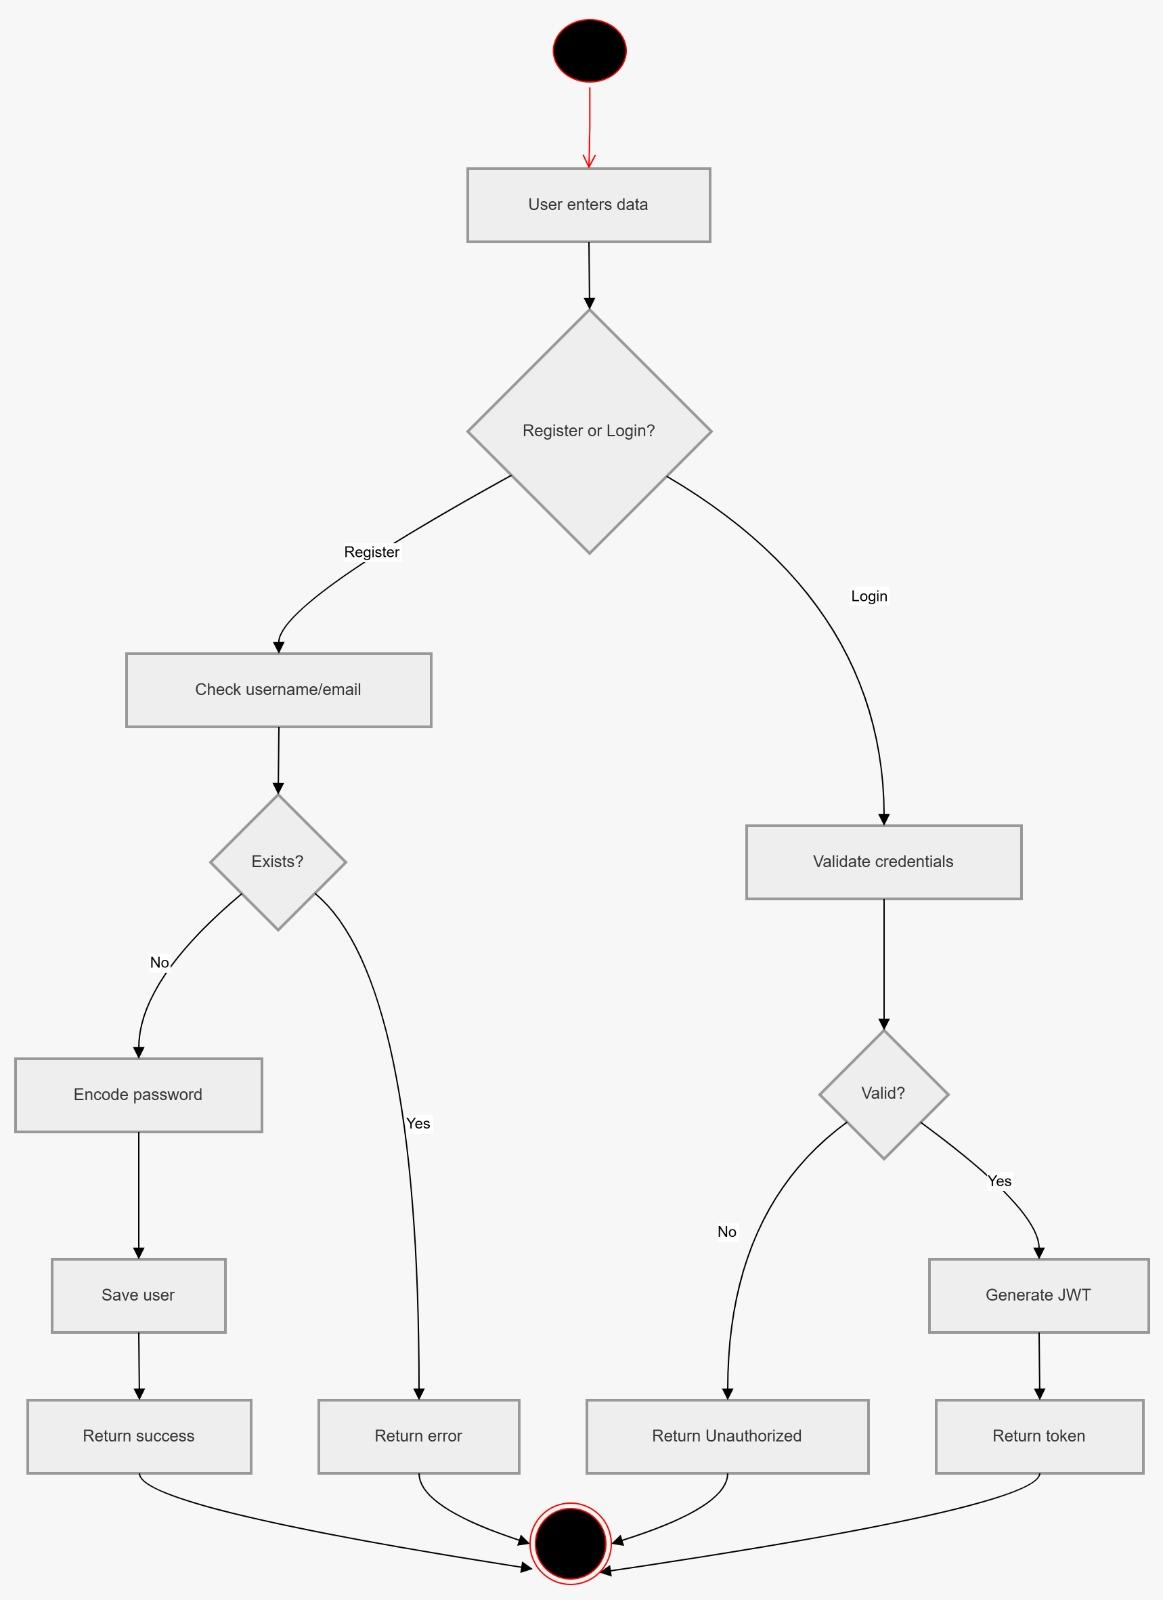 User enters data
Register or Login?
Register
Login
Check username/email
Exists?
Validate credentials
No
Yes
Encode password
Valid?
No
Yes
Save user
Generate JWT
Return success
Return error
Return Unauthorized
Return token